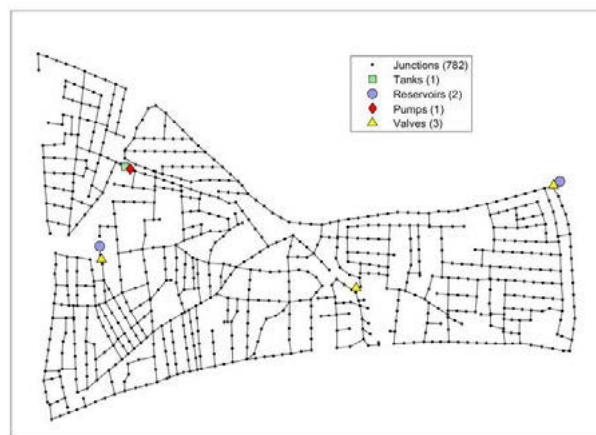 Junctions (782)
Tanks (1)
Reservoirs (2)
Pumps (1)
Valves (3)